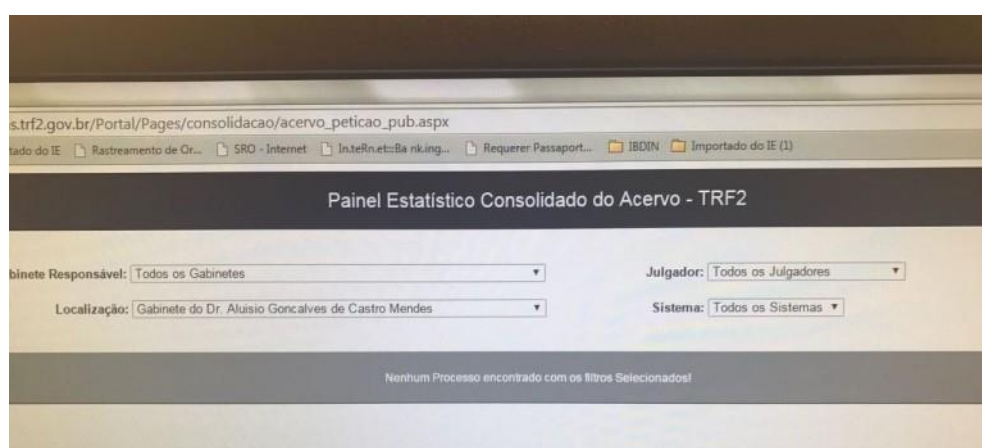 s.trf2.gov.br/Portal/Pages/consolidacao/acervo_peticao_pub.aspx
tado do IE Rastreamento de Or... SRO - Internet In.teRn.et::Ba nk.ing... Requerer Passaport... IBDIN Importado do IE (1)
Painel Estatístico Consolidado do Acervo - TRF2
binete Responsável: Todos os Gabinetes Julgador: Todos os Julgadores
Localização: Gabinete do Dr. Aluisio Goncalves de Castro Mendes Sistema: Todos os Sistemas
Nenhum Processo encontrado com os filtros Selecionados!